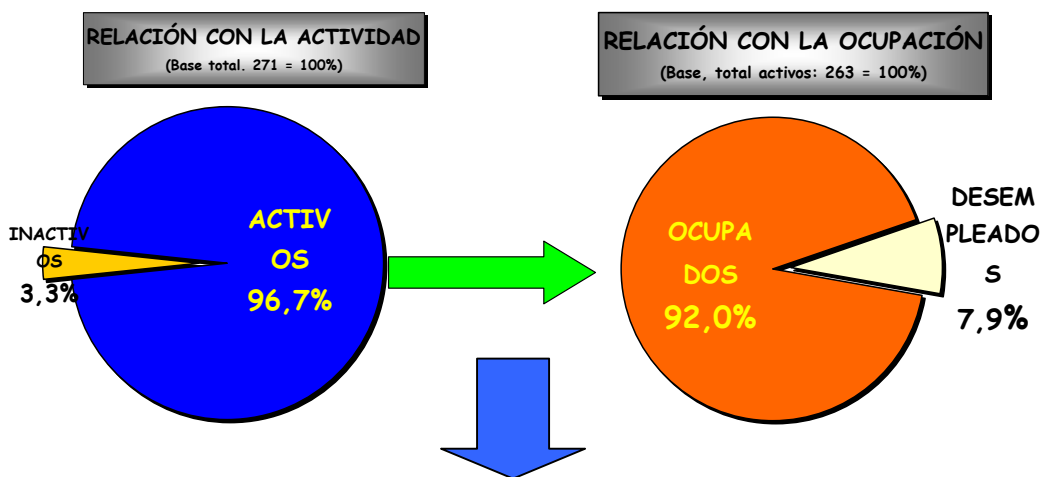 RELACIÓN CON LA ACTIVIDAD
(Base total. 271 = 100%)
INACTIV
OS
3,3%
ACTIV
OS
96,7%
RELACIÓN CON LA OCUPACIÓN
(Base, total activos: 263 = 100%)
OCUPA
DOS
92,0%
DESEM
PLEADO
S
7,9%